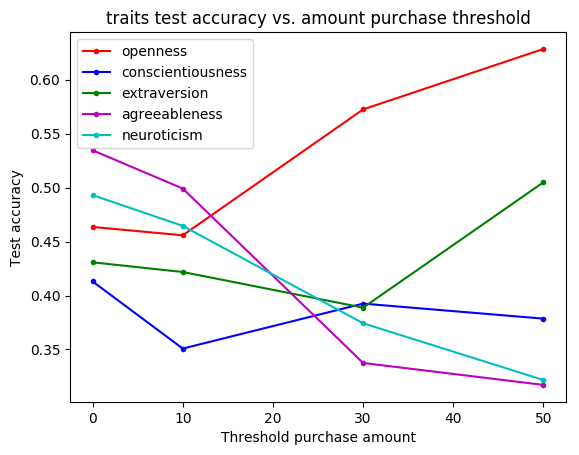 traits test accuracy vs. amount purchase threshold
openness
conscientiousness
extraversion
agreeableness
neuroticism
0.60
0.55
0.50
0.45
0.40
0.35
Test accuracy
0 10 20 30 40 50
Threshold purchase amount